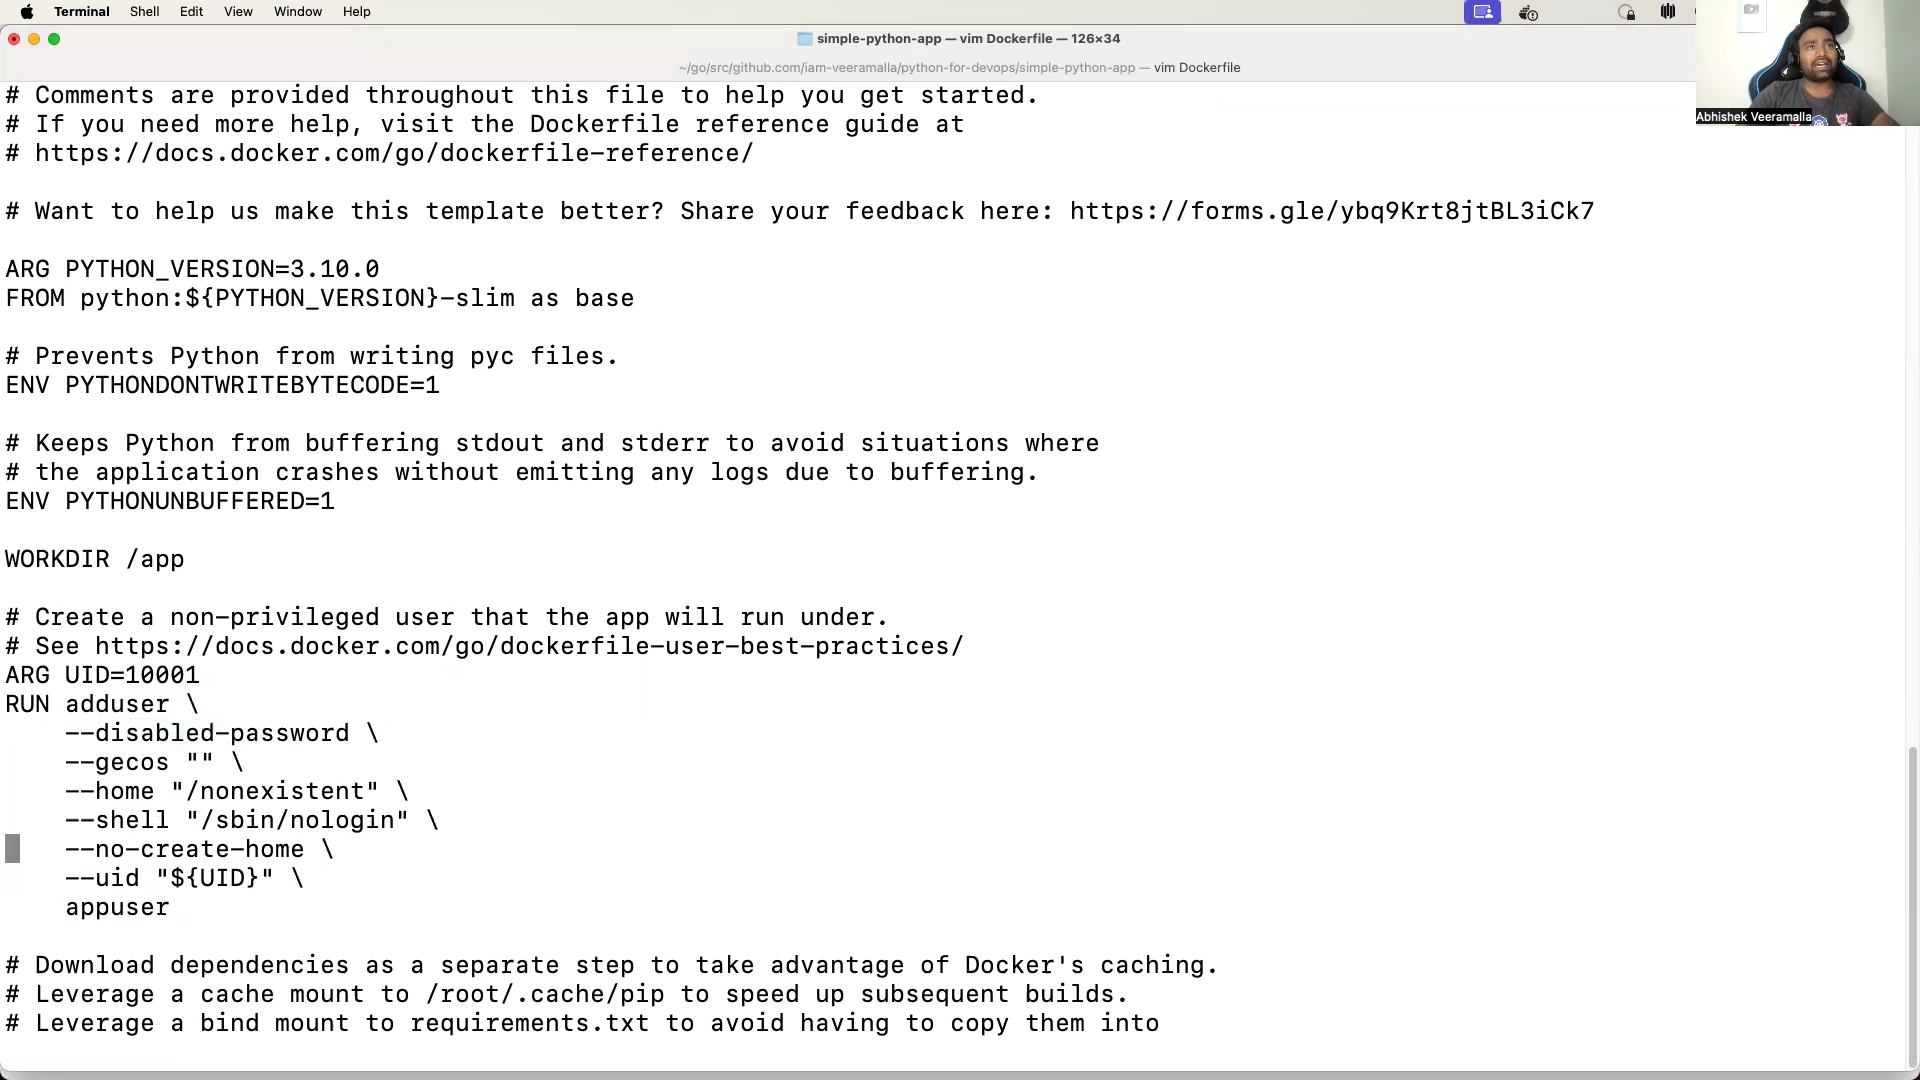 Terminal Shell Edit View Window Help
simple-python-app — vim Dockerfile — 126×34
~/go/src/github.com/iam-veeramalla/python-for-devops/simple-python-app — vim Dockerfile
Abhishek Veeramalla
# Comments are provided throughout this file to help you get started.
# If you need more help, visit the Dockerfile reference guide at
# https://docs.docker.com/go/dockerfile-reference/
# Want to help us make this template better? Share your feedback here: https://forms.gle/ybq9Krt8jtBL3iCk7
ARG PYTHON_VERSION=3.10.0
FROM python:${PYTHON_VERSION}-slim as base
# Prevents Python from writing pyc files.
ENV PYTHONDONTWRITEBYTECODE=1
# Keeps Python from buffering stdout and stderr to avoid situations where
# the application crashes without emitting any logs due to buffering.
ENV PYTHONUNBUFFERED=1
WORKDIR /app
# Create a non-privileged user that the app will run under.
# See https://docs.docker.com/go/dockerfile-user-best-practices/
ARG UID=10001
RUN adduser \
--disabled-password \
--gecos "" \
--home "/nonexistent" \
--shell "/sbin/nologin" \
--no-create-home \
--uid "${UID}" \
appuser
# Download dependencies as a separate step to take advantage of Docker's caching.
# Leverage a cache mount to /root/.cache/pip to speed up subsequent builds.
# Leverage a bind mount to requirements.txt to avoid having to copy them into